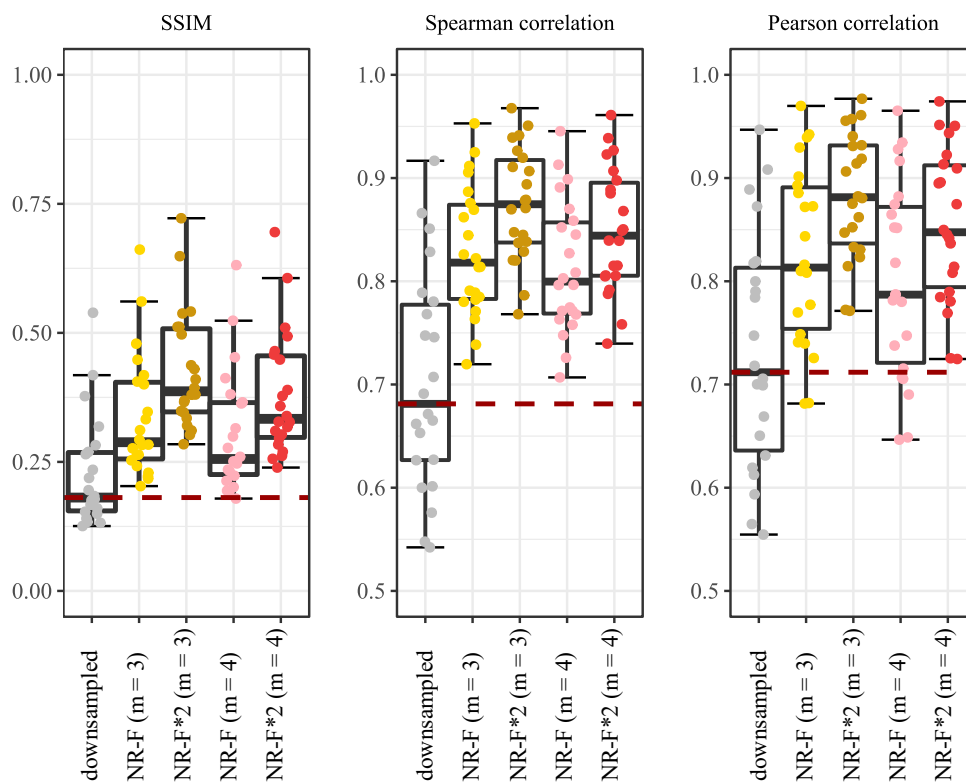 SSIM
Spearman correlation
Pearson correlation
1.00
0.75
0.50
0.25
0.00
downsampled
NR-F (m = 3)
NR-F*2 (m = 3)
NR-F (m = 4)
NR-F*2 (m = 4)
1.0
0.9
0.8
0.7
0.6
0.5
downsampled
NR-F (m = 3)
NR-F*2 (m = 3)
NR-F (m = 4)
NR-F*2 (m = 4)
1.0
0.9
0.8
0.7
0.6
0.5
downsampled
NR-F (m = 3)
NR-F*2 (m = 3)
NR-F (m = 4)
NR-F*2 (m = 4)